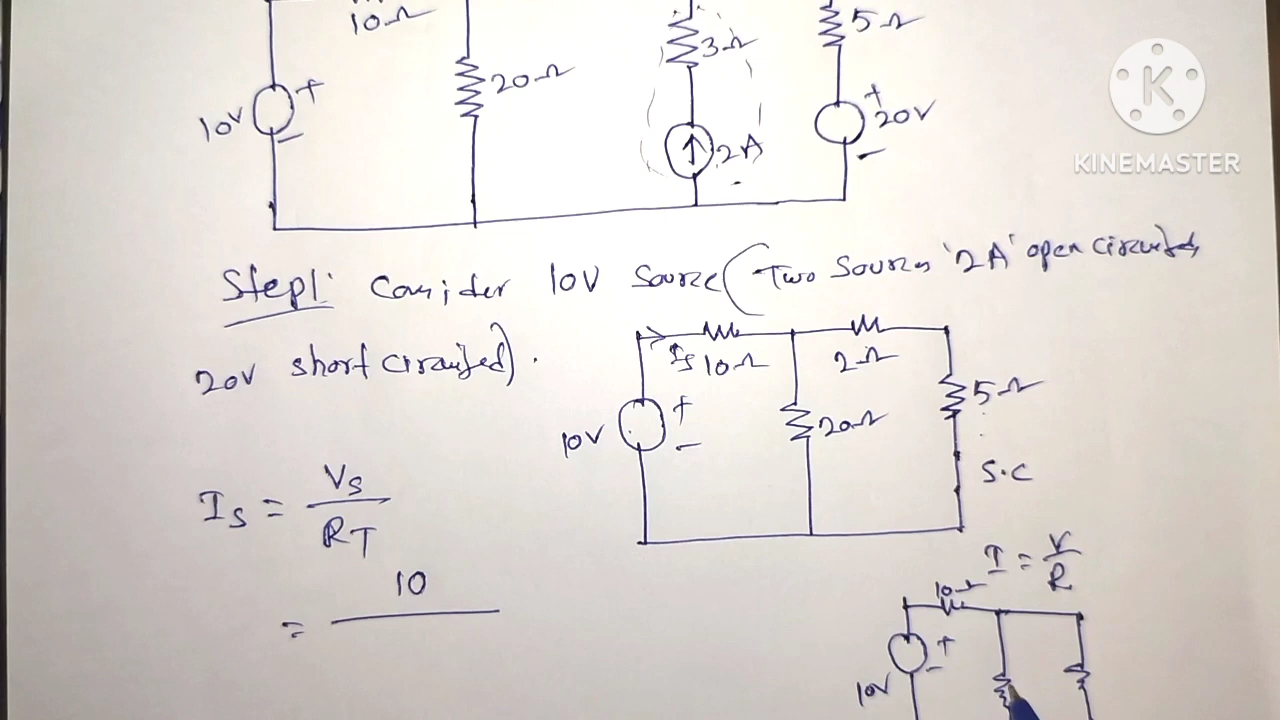 10Ω
3Ω
5Ω
20Ω
10V
+
-
2A
+
20V
-
K
KINEMASTER
Step1: Consider 10V Source (Two Sources '2A' open circuited,
20V short circuited).
Is 10Ω
2Ω
5Ω
20Ω
10V
+
-
S.C
Is = Vs
RT
= 10
I = V
R
10Ω
10V
+
-